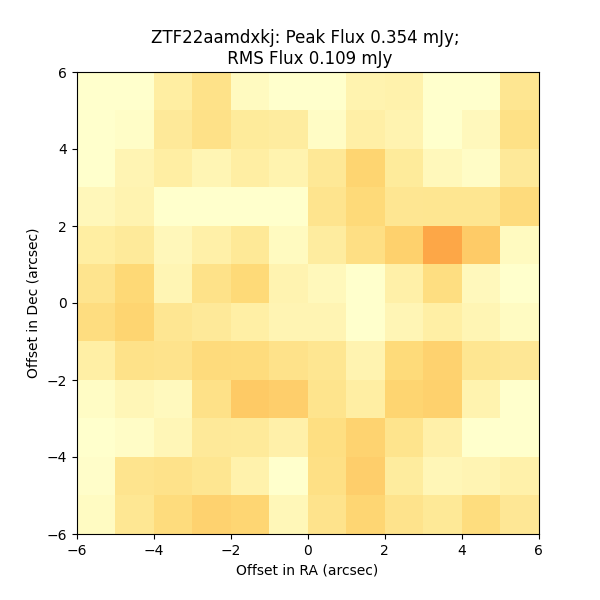 ZTF22aamdxkj: Peak Flux 0.354 mJy;
RMS Flux 0.109 mJy
6
4
2
0
−2
−4
−6
Offset in Dec (arcsec)
−6 −4 −2 0 2 4 6
Offset in RA (arcsec)